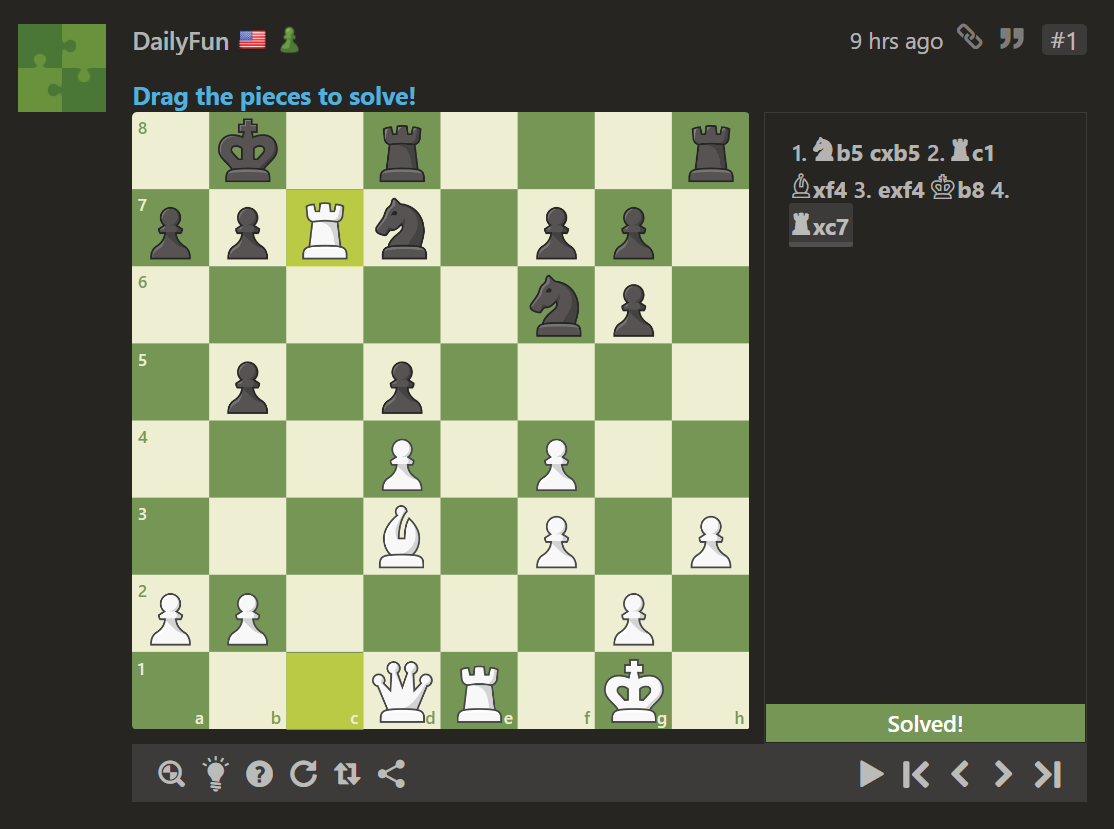 DailyFun
9 hrs ago #1
Drag the pieces to solve!
1. ♞b5 cxb5 2. ♜c1
♗xf4 3. exf4 ♔b8 4.
♜xc7
8
7
6
5
4
3
2
1
a b c d e f g h
Solved!